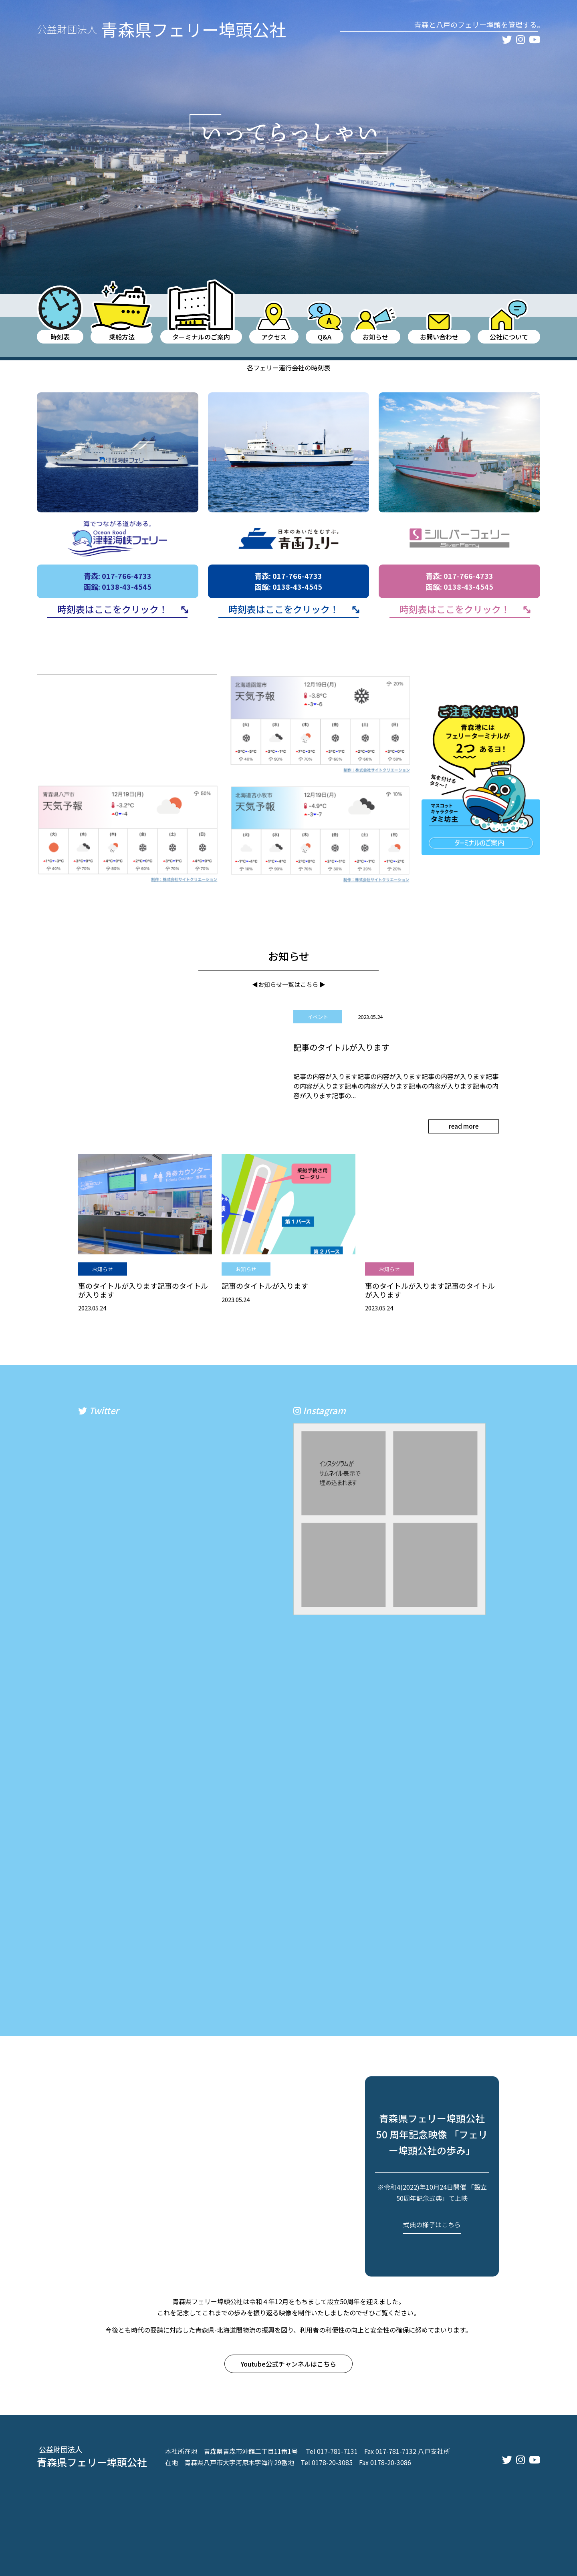 公益財団法人 青森県フェリー埠頭公社
青森と八戸のフェリー埠頭を管理する。
いってらっしゃい
時刻表
乗船方法
ターミナルのご案内
アクセス
Q
A
Q&A
お知らせ
お問い合わせ
公社について
各フェリー運行会社の時刻表
海でつながる道がある。
Ocean Road
津軽海峡フェリー
日本のあいだをむすぶ。
青函フェリー
シルバーフェリー
Silver Ferry
青森: 017-766-4733
函館: 0138-43-4545
青森: 017-766-4733
函館: 0138-43-4545
青森: 017-766-4733
函館: 0138-43-4545
時刻表はここをクリック！
時刻表はここをクリック！
時刻表はここをクリック！
北海道函館市
天気予報
12月19日(月)
-3.8°C
20%
(火) (水) (木) (金) (土) (日)
制作：株式会社サイトクリエーション
青森県八戸市
天気予報
12月19日(月)
-3.2°C
50%
(火) (水) (木) (金) (土) (日)
制作：株式会社サイトクリエーション
北海道苫小牧市
天気予報
12月19日(月)
-4.9°C
10%
(火) (水) (木) (金) (土) (日)
制作：株式会社サイトクリエーション
ご注意ください!
青森港には
フェリーターミナルが
2つ あるヨ!
気を付ける
タミ〜!
マスコット
キャラクター
タミ坊主
ターミナルのご案内
お知らせ
◀お知らせ一覧はこちら ▶
イベント 2023.05.24
記事のタイトルが入ります
記事の内容が入ります記事の内容が入ります記事の内容が入ります記事
の内容が入ります記事の内容が入ります記事の内容が入ります記事の内
容が入ります記事の...
read more
乗船手続き用
ロータリー
第 1 バース
第 2 バース
お知らせ
事のタイトルが入ります記事のタイトル
が入ります
2023.05.24
お知らせ
記事のタイトルが入ります
2023.05.24
お知らせ
事のタイトルが入ります記事のタイトル
が入ります
2023.05.24
Twitter
Instagram
インスタグラムが
サムネイル表示で
埋め込まれます
青森県フェリー埠頭公社
50 周年記念映像 「フェリ
ー埠頭公社の歩み」
※令和4(2022)年10月24日開催 「設立
50周年記念式典」て上映
式典の様子はこちら
青森県フェリー埠頭公社は令和４年12月をもちまして設立50周年を迎えました。
これを記念してこれまでの歩みを振り返る映像を制作いたしましたのでぜひご覧ください。
今後とも時代の要請に対応した青森県-北海道間物流の振興を図り、利用者の利便性の向上と安全性の確保に努めてまいります。
Youtube公式チャンネルはこちら
公益財団法人
青森県フェリー埠頭公社
本社所在地 青森県青森市沖館二丁目11番1号 Tel 017-781-7131 Fax 017-781-7132 八戸支社所
在地 青森県八戸市大字河原木字海岸29番地 Tel 0178-20-3085 Fax 0178-20-3086